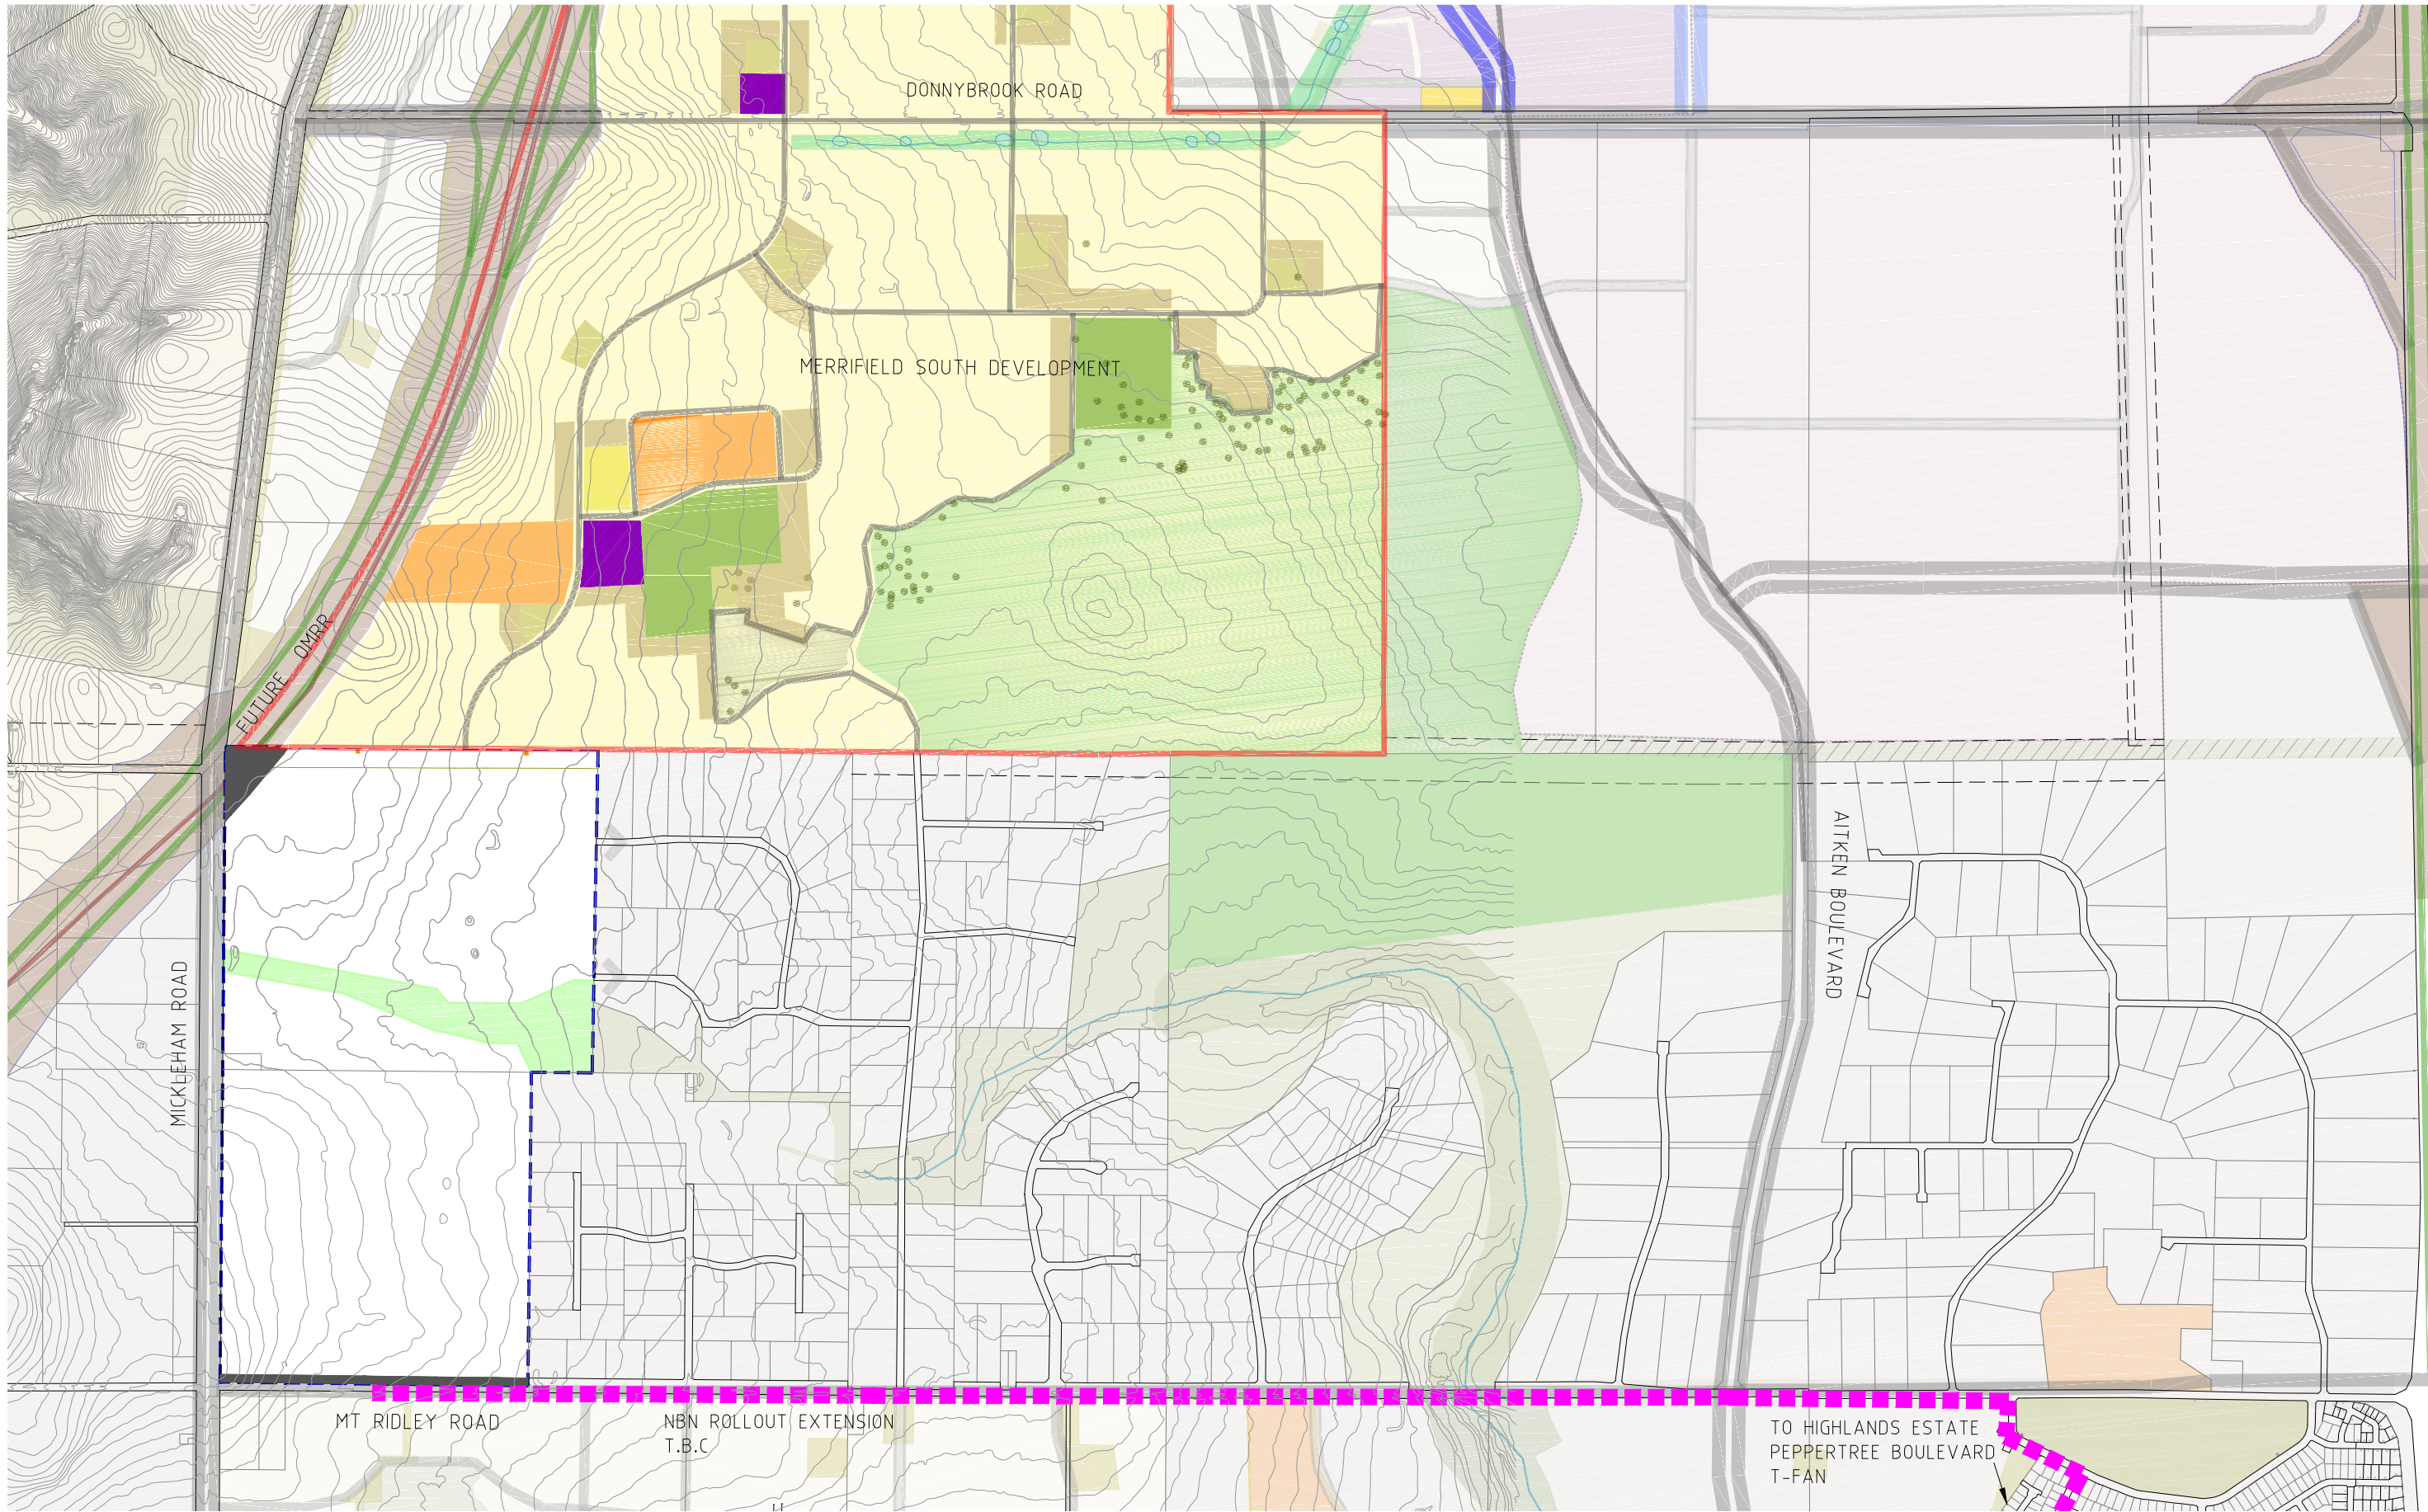 DONNYBROOK ROAD
MERRIFIELD SOUTH DEVELOPMENT
FUTURE OMRR
AITKEN BOULEVARD
MICKLEHAM ROAD
MT RIDLEY ROAD
NBN ROLLOUT EXTENSION
T.B.C
TO HIGHLANDS ESTATE
PEPPERTREE BOULEVARD
T-FAN